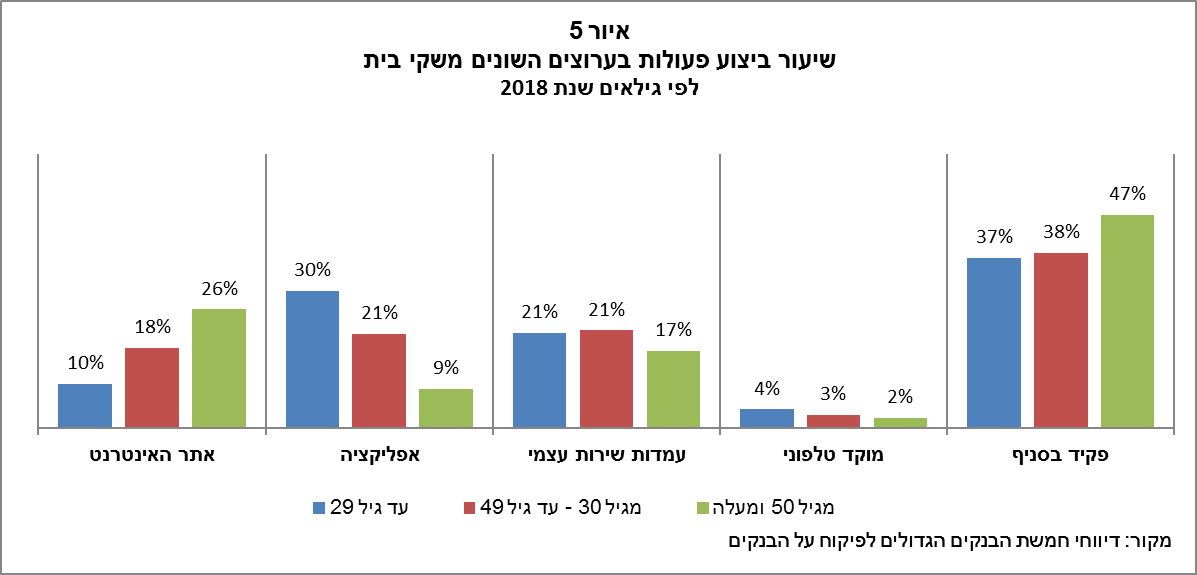 איור 5
שיעור ביצוע פעולות בערוצים השונים משקי בית
לפי גילאים שנת 2018
10% 18% 26%
30% 21% 9%
21% 21% 17%
4% 3% 2%
37% 38% 47%
אתר האינטרנט
אפליקציה
עמדות שירות עצמי
מוקד טלפוני
פקיד בסניף
עד גיל 29
מגיל 30 - עד גיל 49
מגיל 50 ומעלה
מקור: דיווחי חמשת הבנקים הגדולים לפיקוח על הבנקים